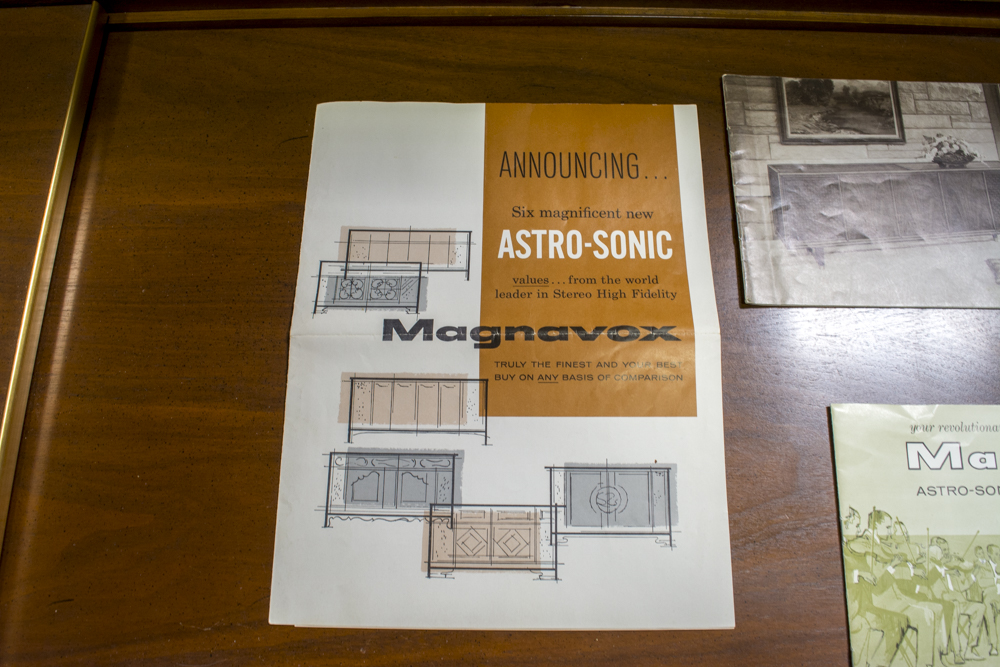 ANNOUNCING...
Six magnificent new
ASTRO-SONIC
values...from the world
leader in Stereo High Fidelity
Magnavox
TRULY THE FINEST AND YOUR BEST
BUY ON ANY BASIS OF COMPARISON
your revolutiona
Ma
ASTRO-SO